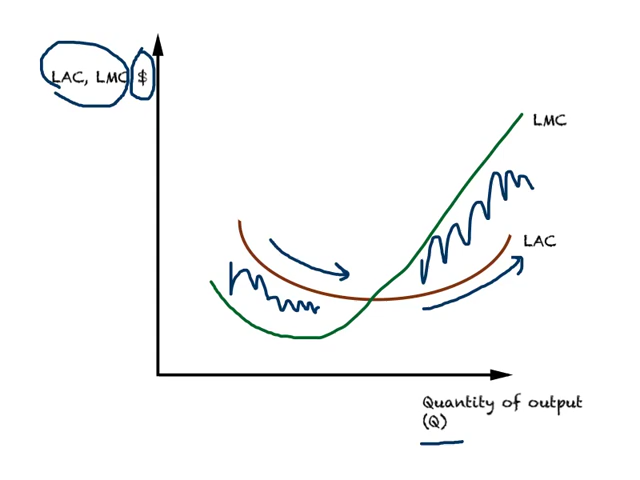 LAC, LMC $
LMC
LAC
Quantity of output
(Q)